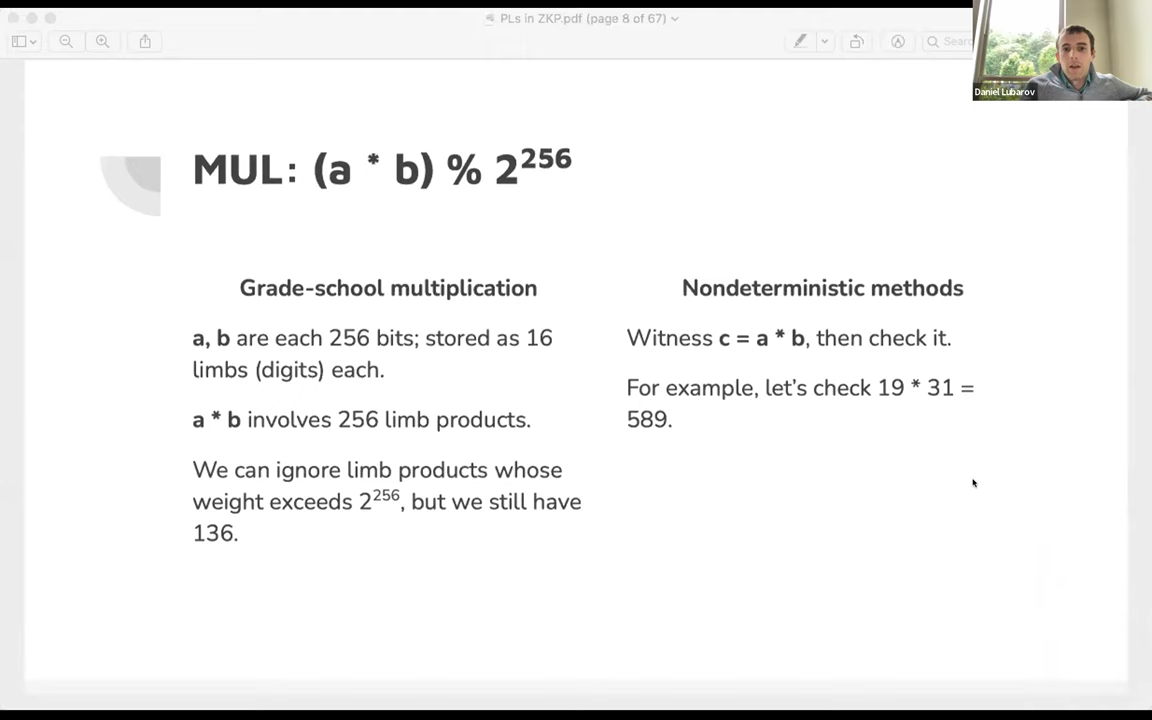 PLs in ZKP.pdf (page 8 of 67)
Sear
Daniel Lubarov
MUL: (a * b) % 2²⁵⁶
Grade-school multiplication
a, b are each 256 bits; stored as 16
limbs (digits) each.
a * b involves 256 limb products.
We can ignore limb products whose
weight exceeds 2²⁵⁶, but we still have
136.
Nondeterministic methods
Witness c = a * b, then check it.
For example, let's check 19 * 31 =
589.